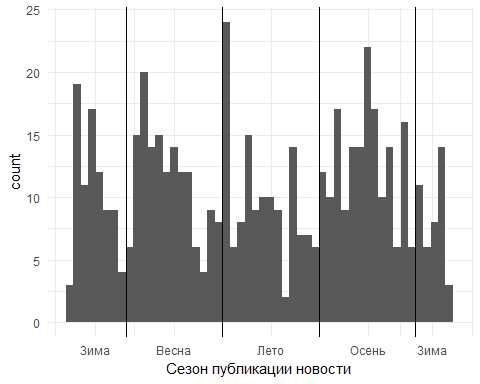 25
20
15
10
5
0
count
Зима
Весна
Лето
Осень
Зима
Сезон публикации новости